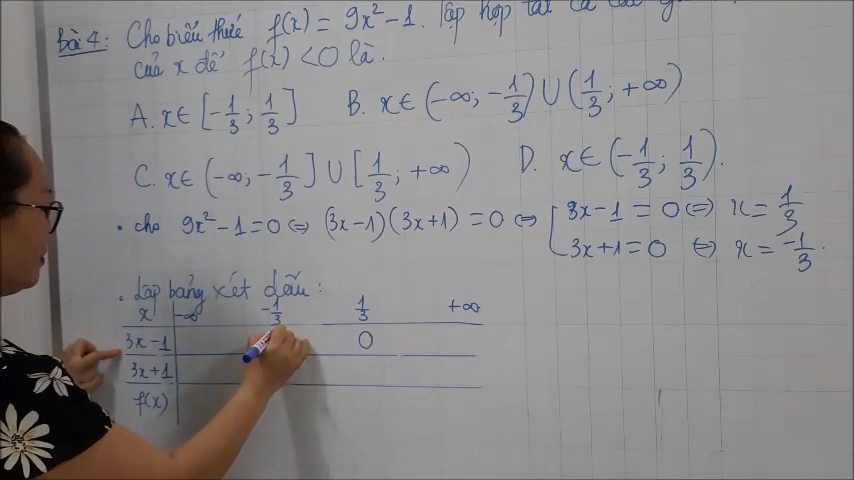 Bài 4: Cho biểu thức f(x) = 9x² - 1. Tập hợp tất cả các
của x để f(x) < 0 là.
A. x ∈ [-1/3; 1/3] B. x ∈ (-∞; -1/3) ∪ (1/3; +∞)
C. x ∈ (-∞; -1/3] ∪ [1/3; +∞) D. x ∈ (-1/3; 1/3).
• cho 9x² - 1 = 0 ⇔ (3x - 1)(3x + 1) = 0 ⇔ [ 3x - 1 = 0 ⇔ x = 1/3
3x + 1 = 0 ⇔ x = -1/3.
• Lập bảng xét dấu:
x -∞ -1/3 1/3 +∞
3x - 1 0
3x + 1
f(x)